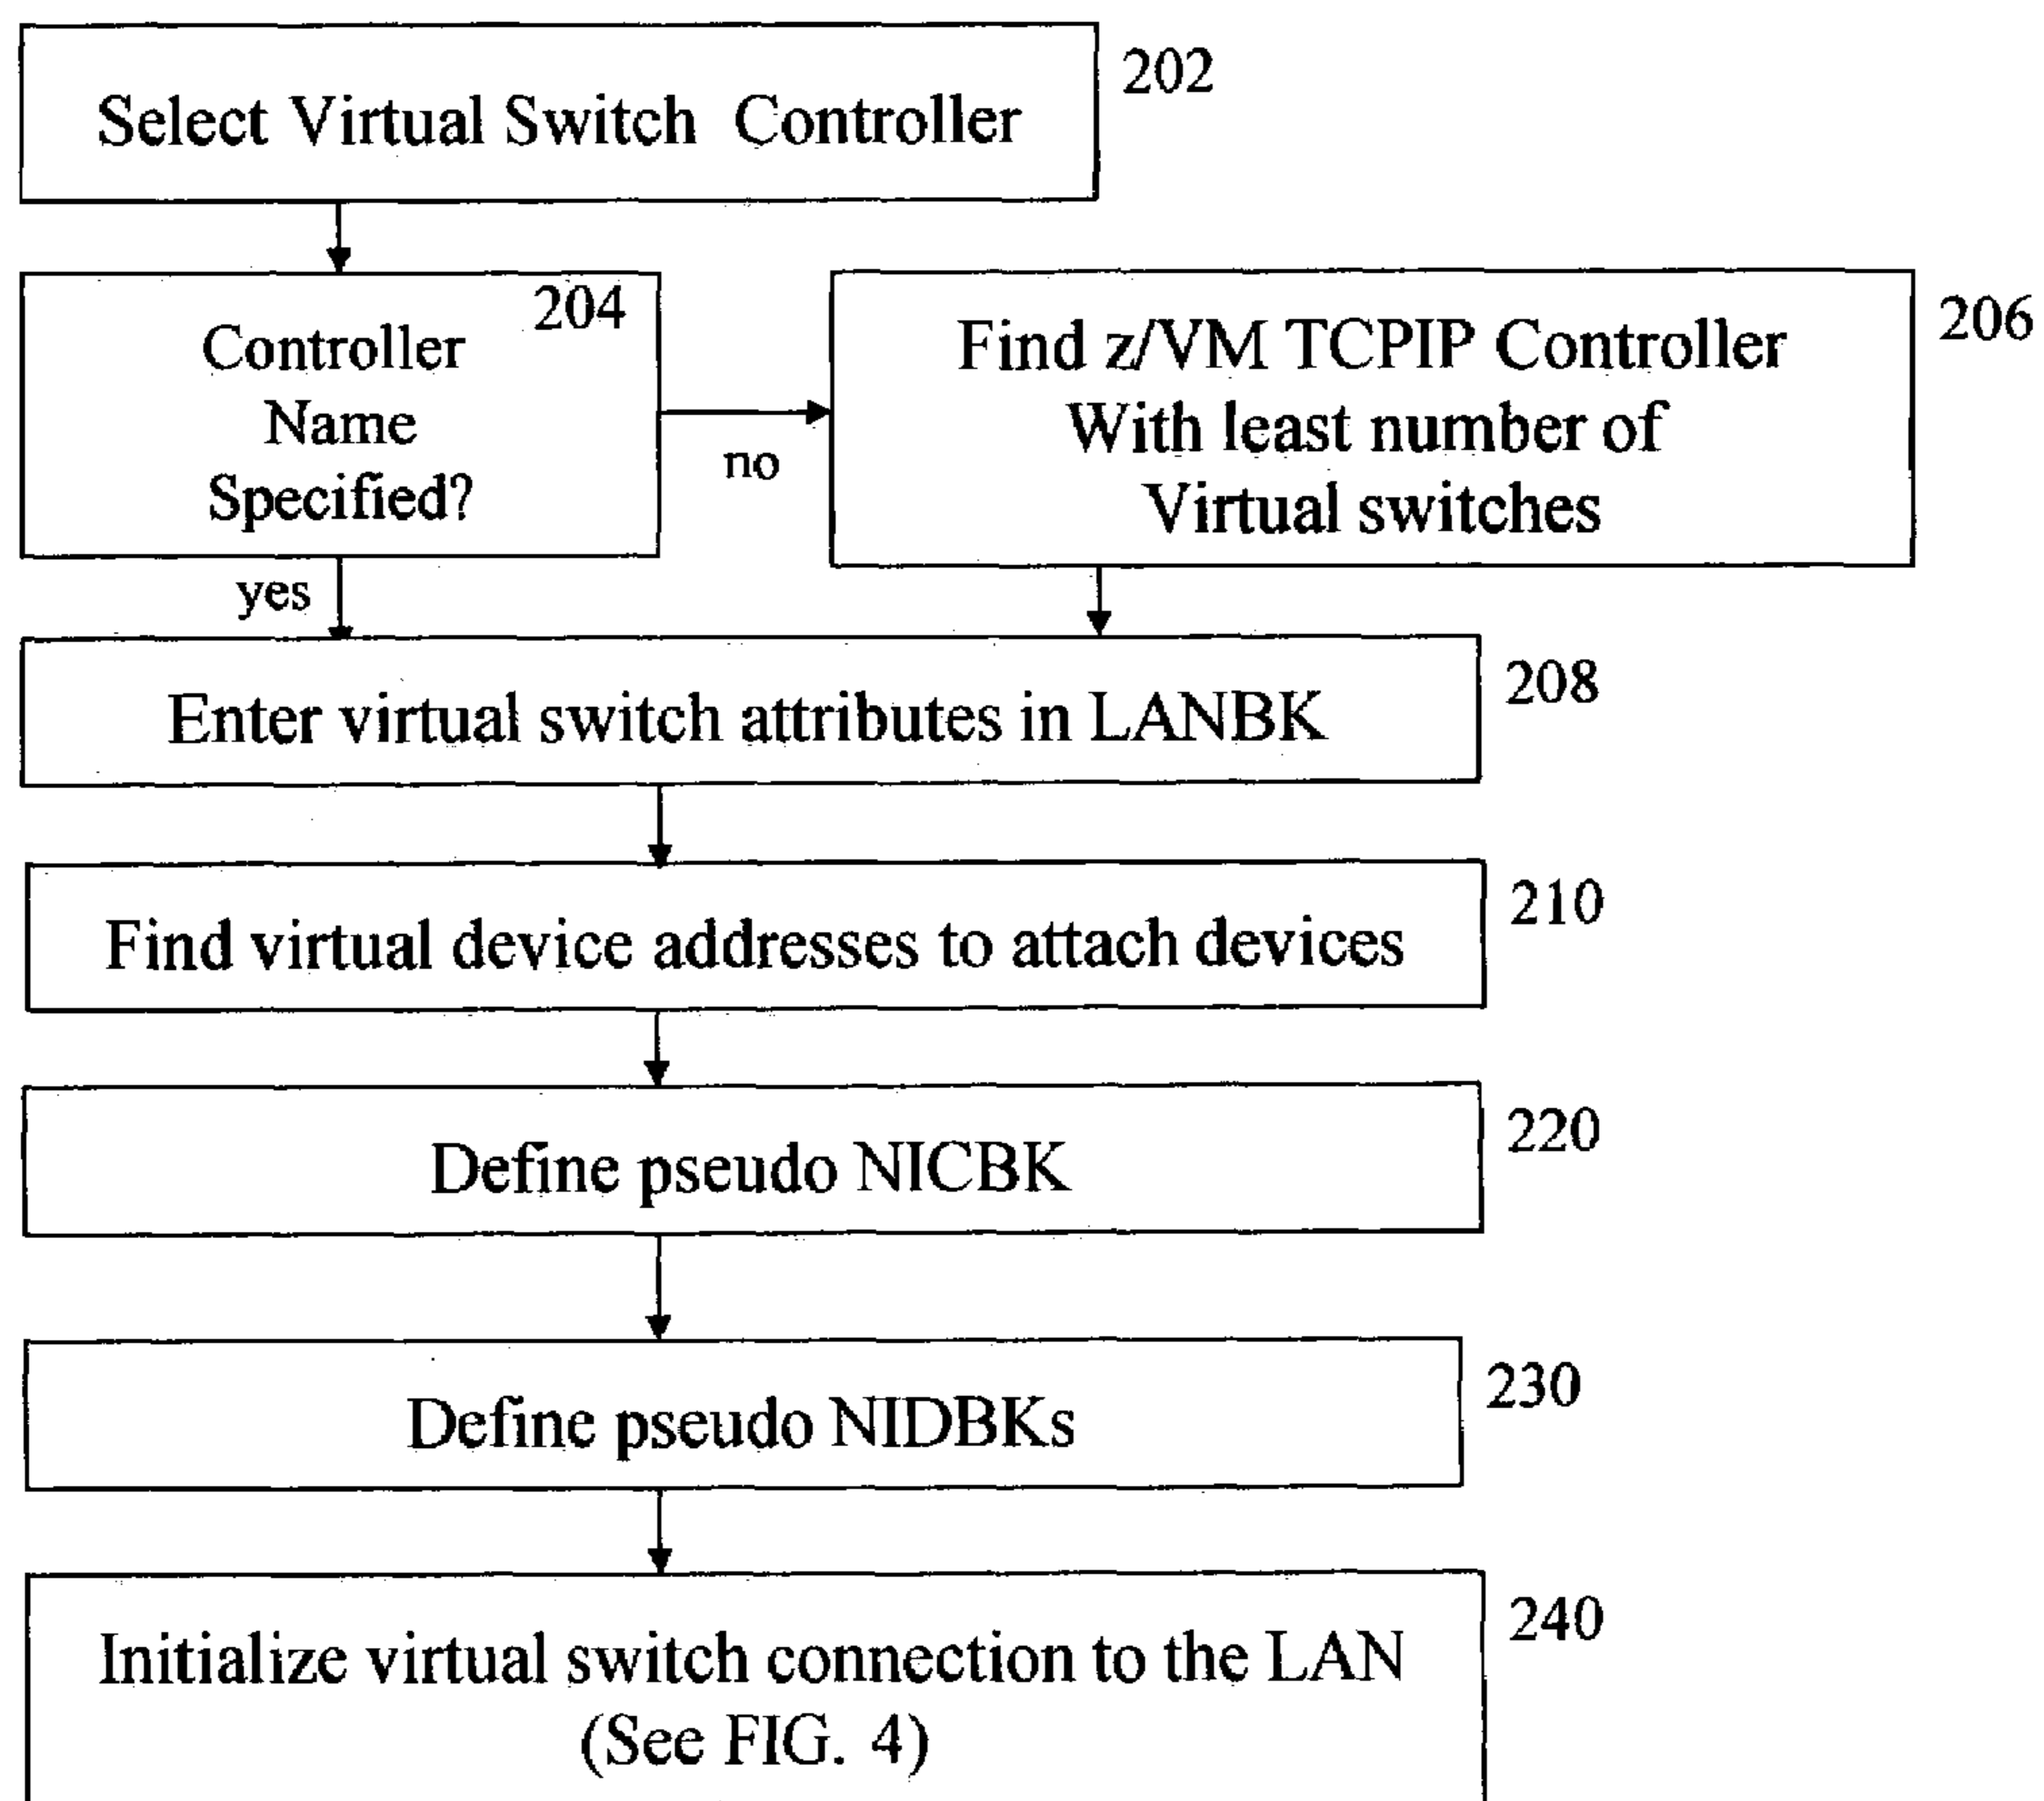 Select Virtual Switch Controller
202
204
Controller
Name
Specified?
no
Find z/VM TCPIP Controller
With least number of
Virtual switches
206
yes
Enter virtual switch attributes in LANBK
208
Find virtual device addresses to attach devices
210
Define pseudo NICBK
220
Define pseudo NIDBKs
230
Initialize virtual switch connection to the LAN
(See FIG. 4)
240